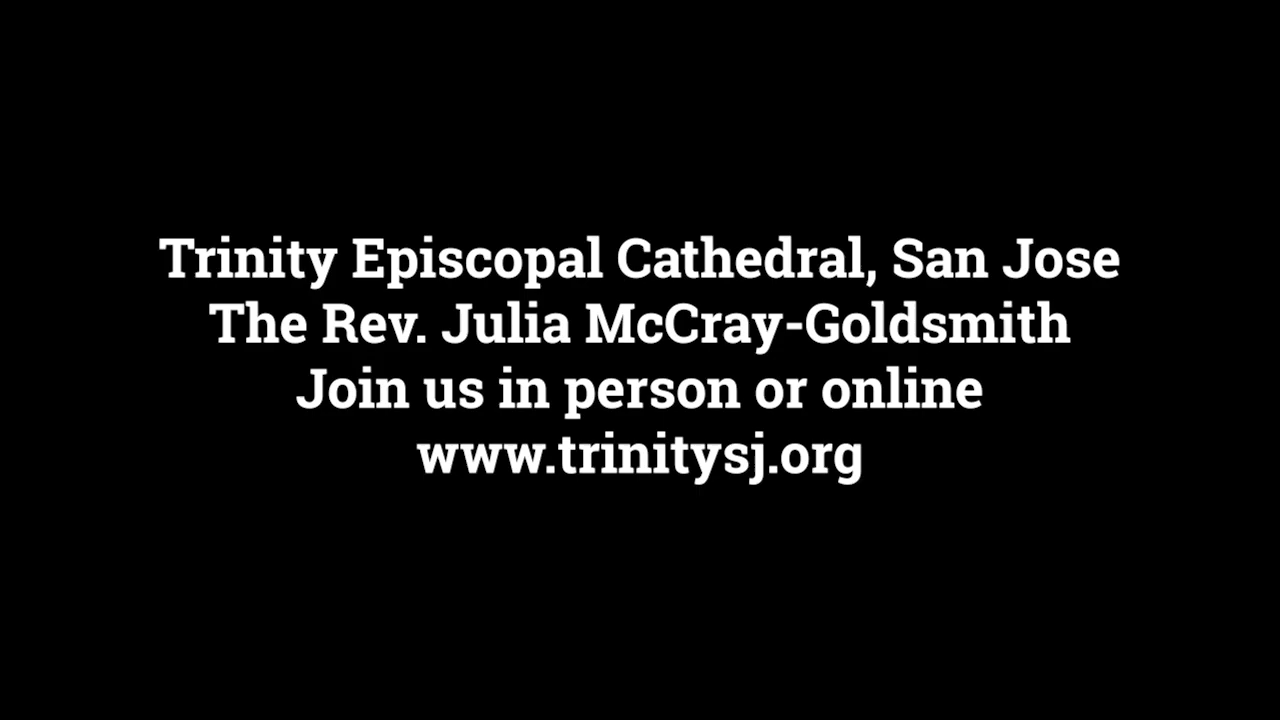 Trinity Episcopal Cathedral, San Jose
The Rev. Julia McCray-Goldsmith
Join us in person or online
www.trinitysj.org